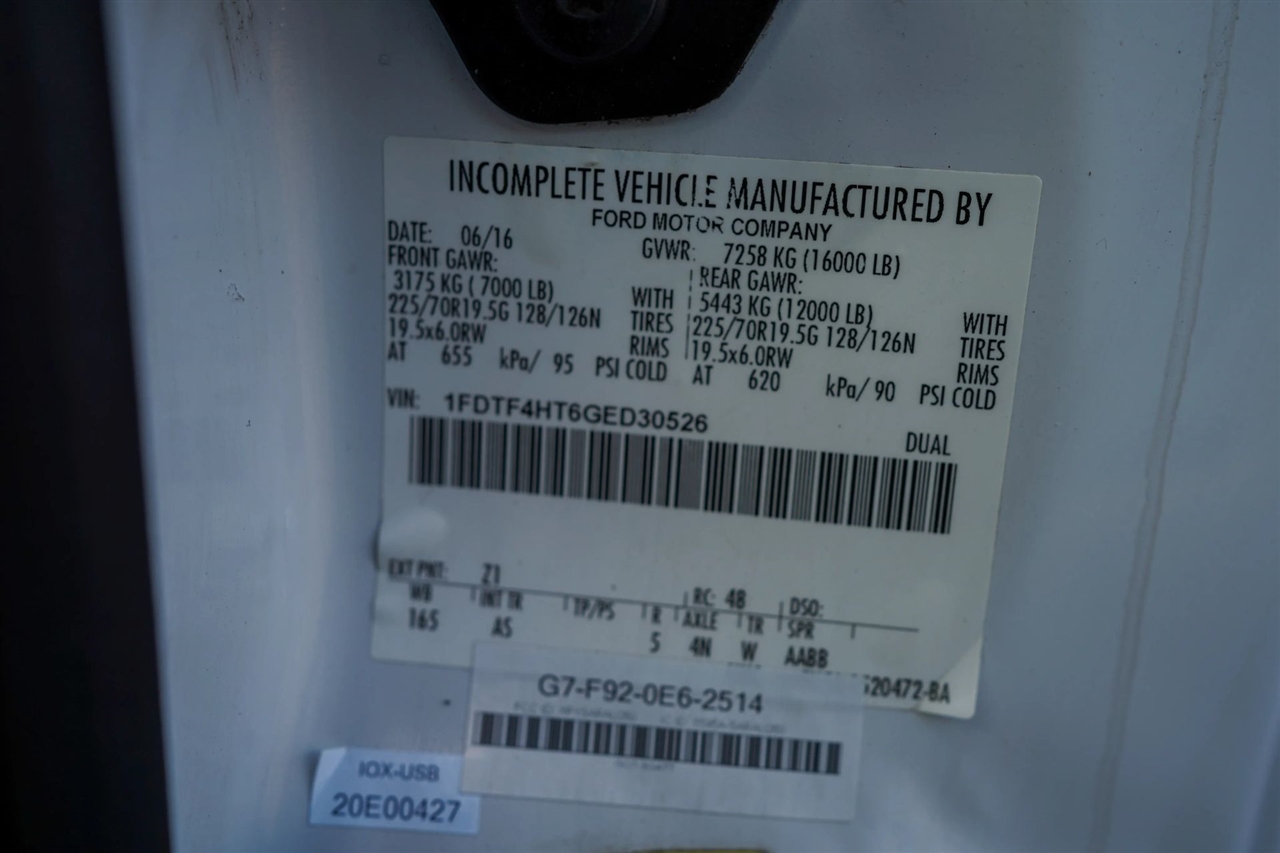 INCOMPLETE VEHICLE MANUFACTURED BY
FORD MOTOR COMPANY
DATE: 06/16 GVWR: 7258 KG (16000 LB)
FRONT GAWR: REAR GAWR:
3175 KG ( 7000 LB) WITH 5443 KG (12000 LB) WITH
225/70R19.5G 128/126N TIRES 225/70R19.5G 128/126N TIRES
19.5x6.0RW RIMS 19.5x6.0RW RIMS
AT 655 kPa/ 95 PSI COLD AT 620 kPa/ 90 PSI COLD
VIN: 1FDTF4HT6GED30526
DUAL
EXT PNT: Z1 RC: 48 DSO:
WB INT TR TP/PS R AXLE TR SPR
165 AS 5 4N W AABB
520472-BA
G7-F92-0E6-2514
IOX-USB
20E00427